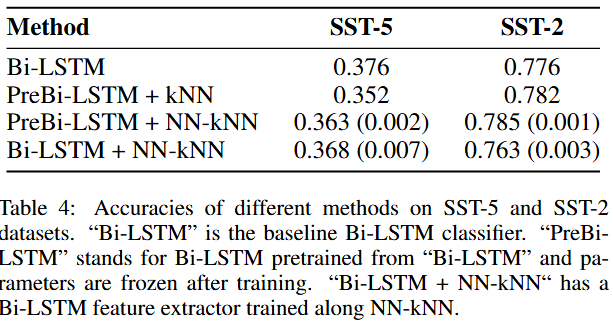 Method SST-5 SST-2
Bi-LSTM 0.376 0.776
PreBi-LSTM + kNN 0.352 0.782
PreBi-LSTM + NN-kNN 0.363 (0.002) 0.785 (0.001)
Bi-LSTM + NN-kNN 0.368 (0.007) 0.763 (0.003)
Table 4: Accuracies of different methods on SST-5 and SST-2
datasets. “Bi-LSTM” is the baseline Bi-LSTM classifier. “PreBi-
LSTM” stands for Bi-LSTM pretrained from “Bi-LSTM” and pa-
rameters are frozen after training. “Bi-LSTM + NN-kNN“ has a
Bi-LSTM feature extractor trained along NN-kNN.